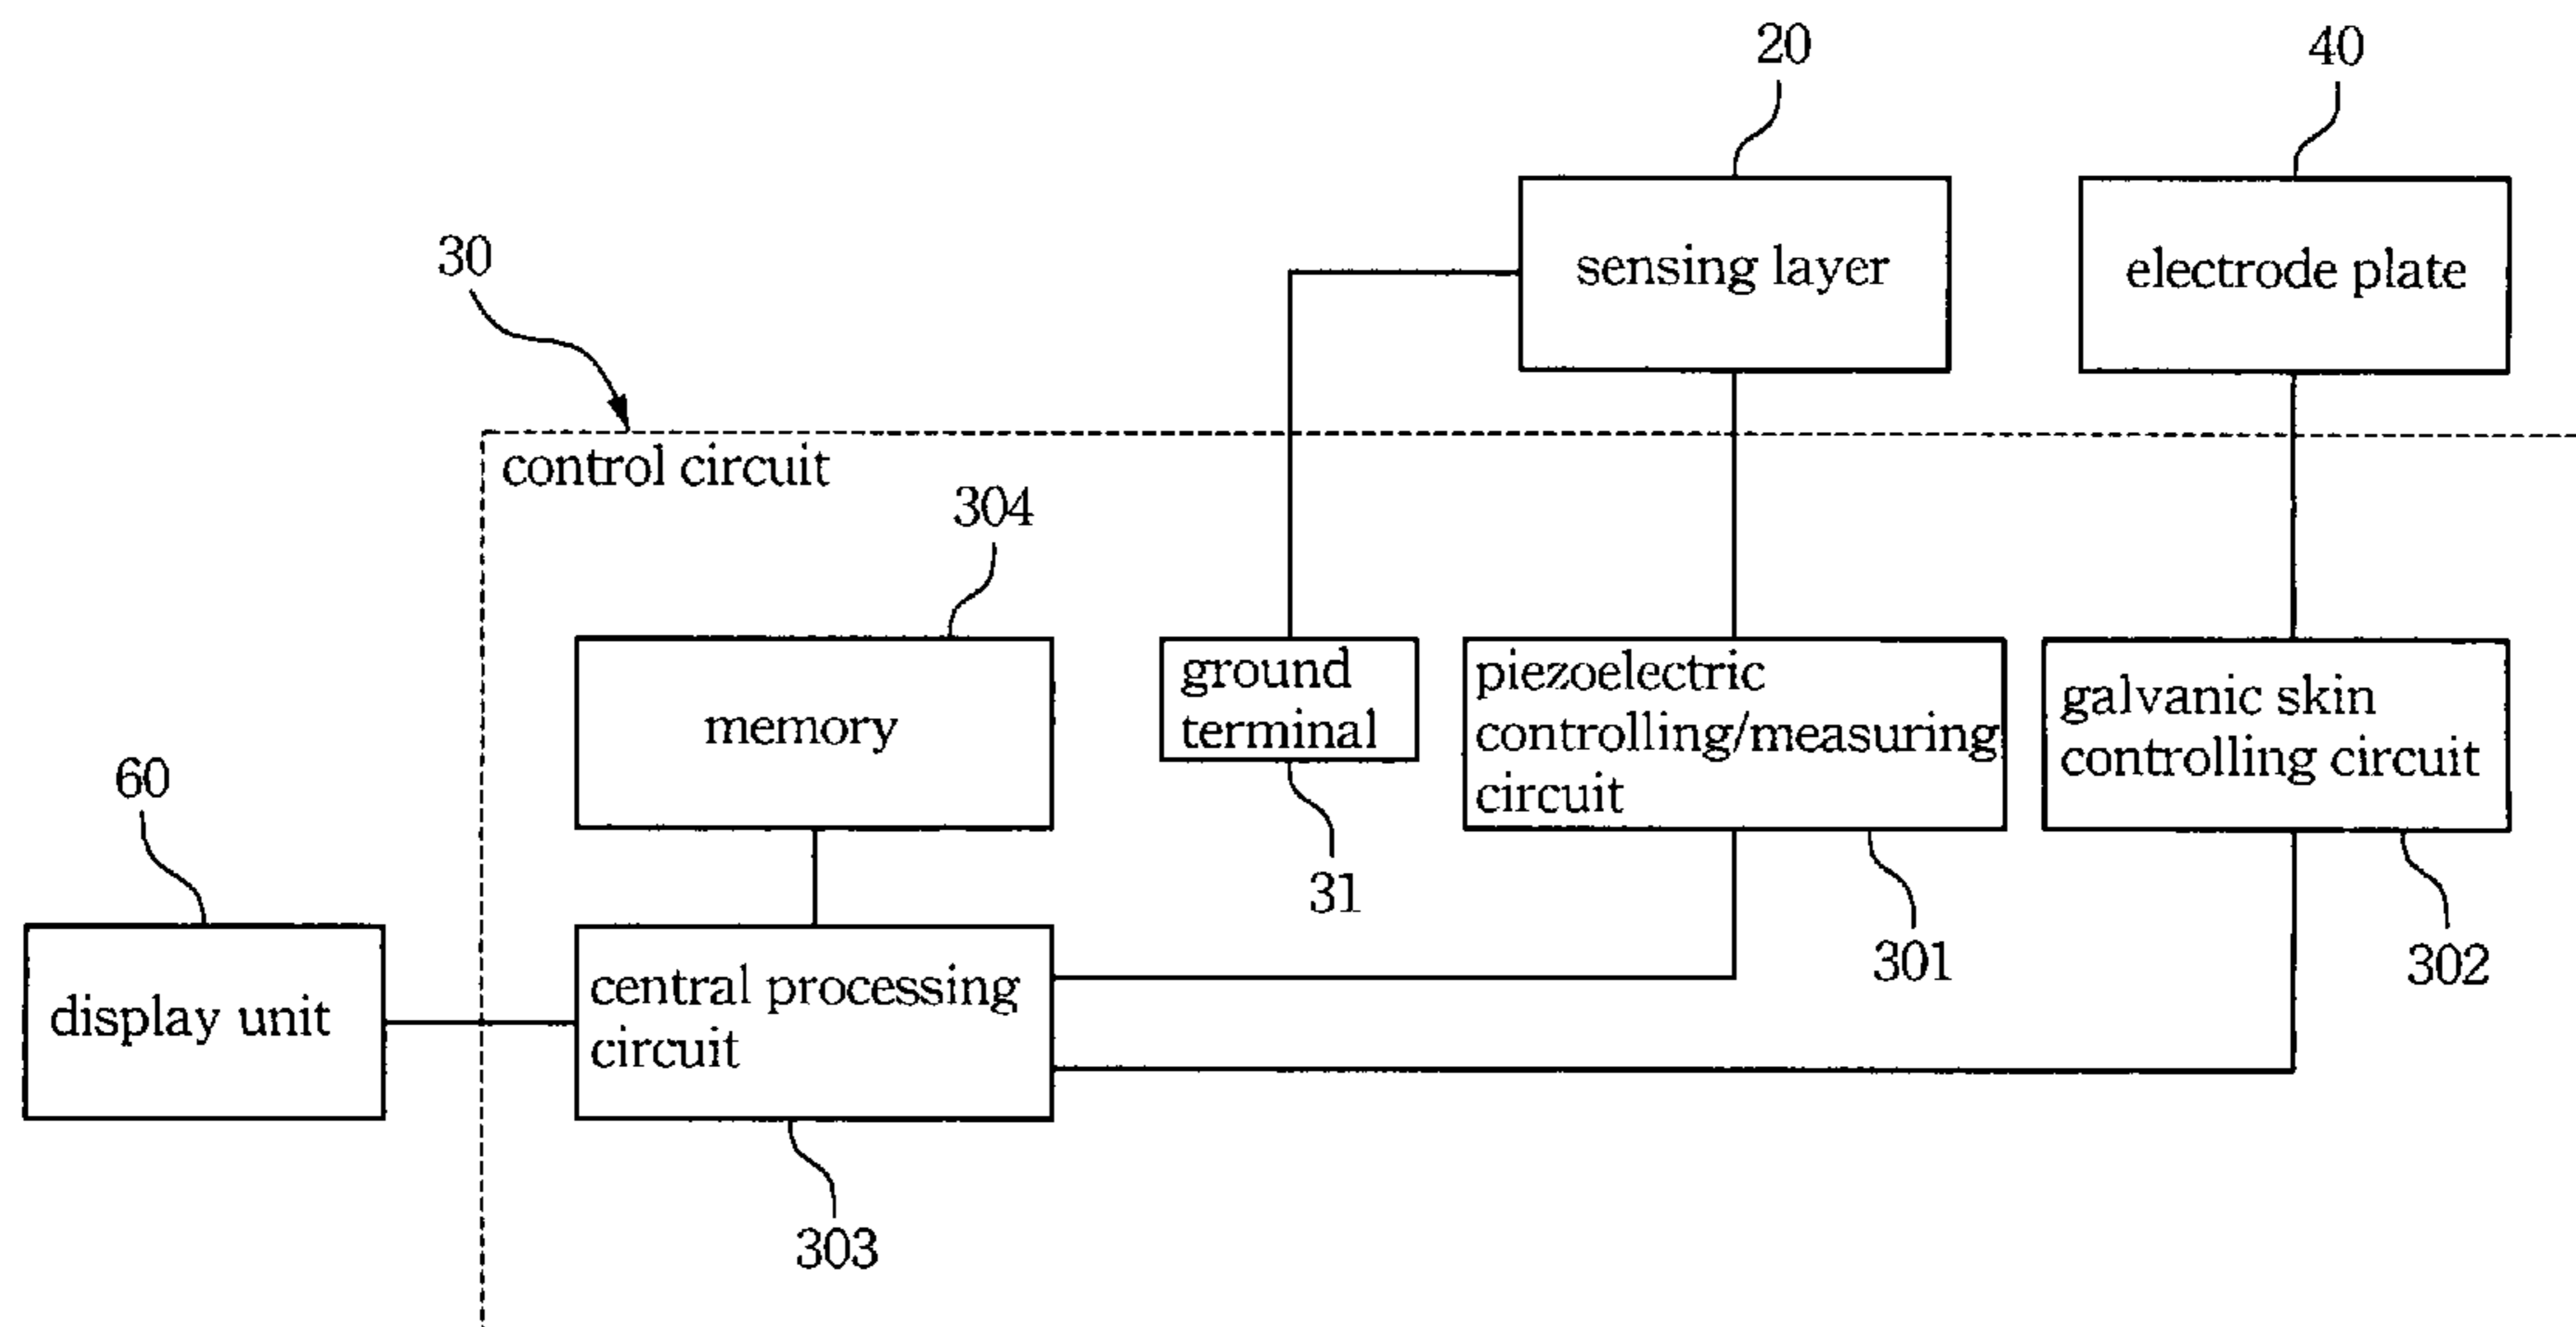 20
40
sensing layer
electrode plate
30
control circuit
304
memory
ground
terminal
piezoelectric
controlling/measuring
circuit
galvanic skin
controlling circuit
60
31
301
302
display unit
central processing
circuit
303